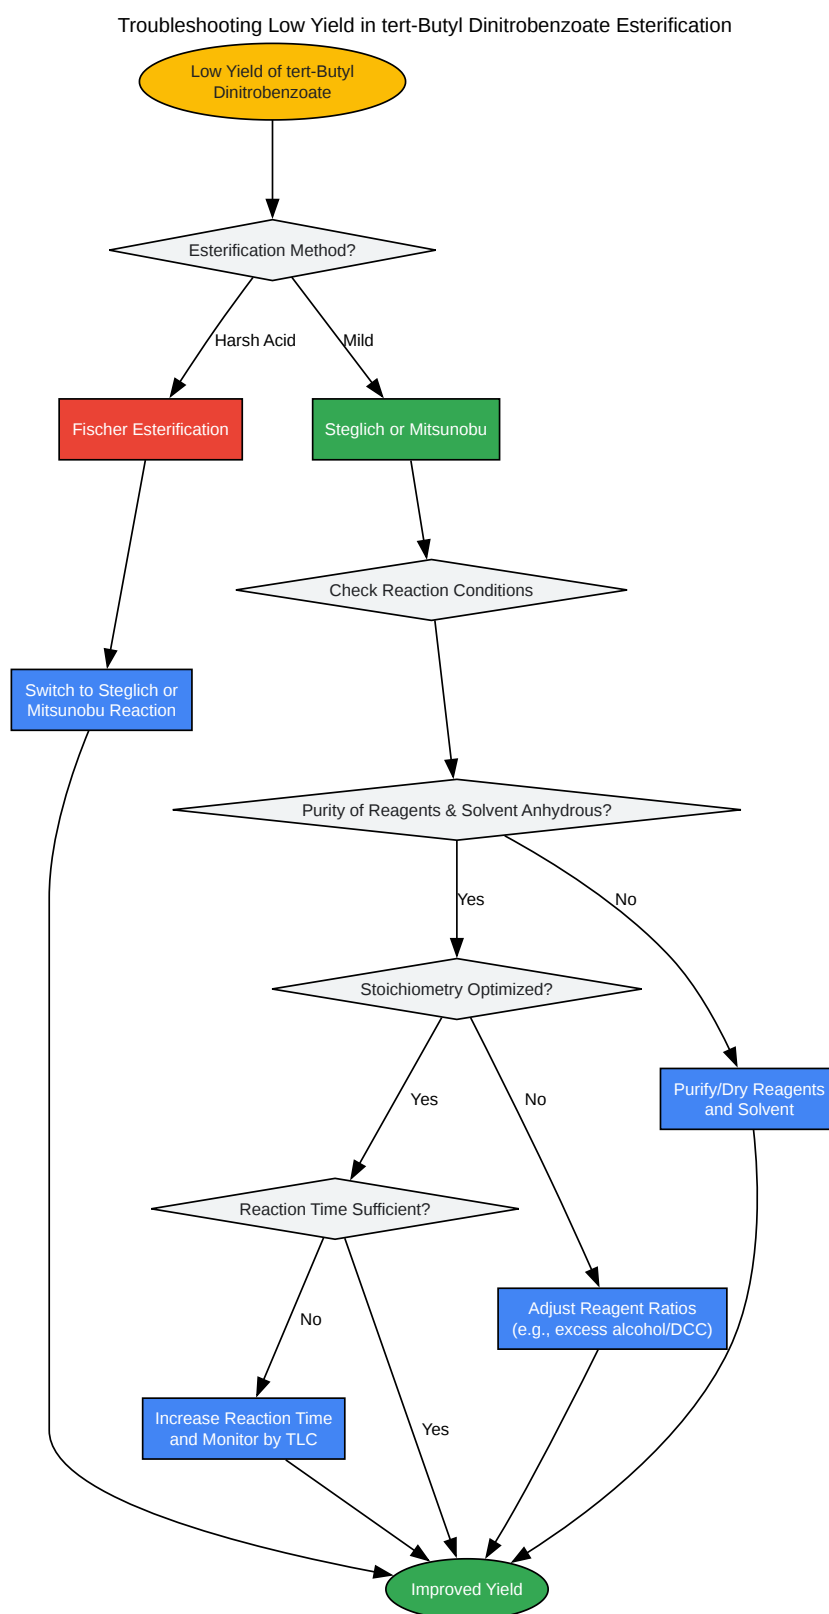 Troubleshooting Low Yield in tert-Butyl Dinitrobenzoate Esterification
Low Yield of tert-Butyl
Dinitrobenzoate
Esterification Method?
Harsh Acid
Mild
Fischer Esterification
Steglich or Mitsunobu
Check Reaction Conditions
Switch to Steglich or
Mitsunobu Reaction
Purity of Reagents & Solvent Anhydrous?
Yes
No
Stoichiometry Optimized?
Yes
No
Purify/Dry Reagents
and Solvent
Reaction Time Sufficient?
No
Yes
Adjust Reagent Ratios
(e.g., excess alcohol/DCC)
Increase Reaction Time
and Monitor by TLC
Improved Yield